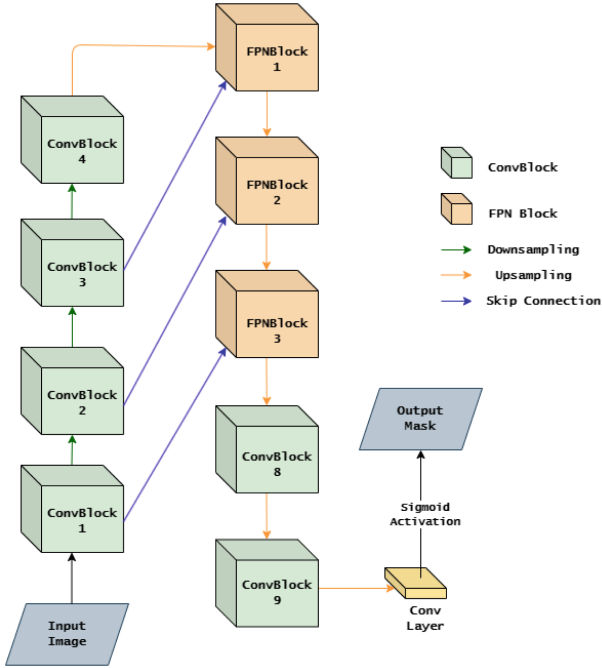 FPNBlock
1
ConvBlock
4
FPNBlock
2
ConvBlock
3
FPNBlock
3
ConvBlock
2
ConvBlock
1
Input
Image
ConvBlock
8
ConvBlock
9
Conv
Layer
Sigmoid
Activation
Output
Mask
ConvBlock
FPN Block
Downsampling
Upsampling
Skip Connection